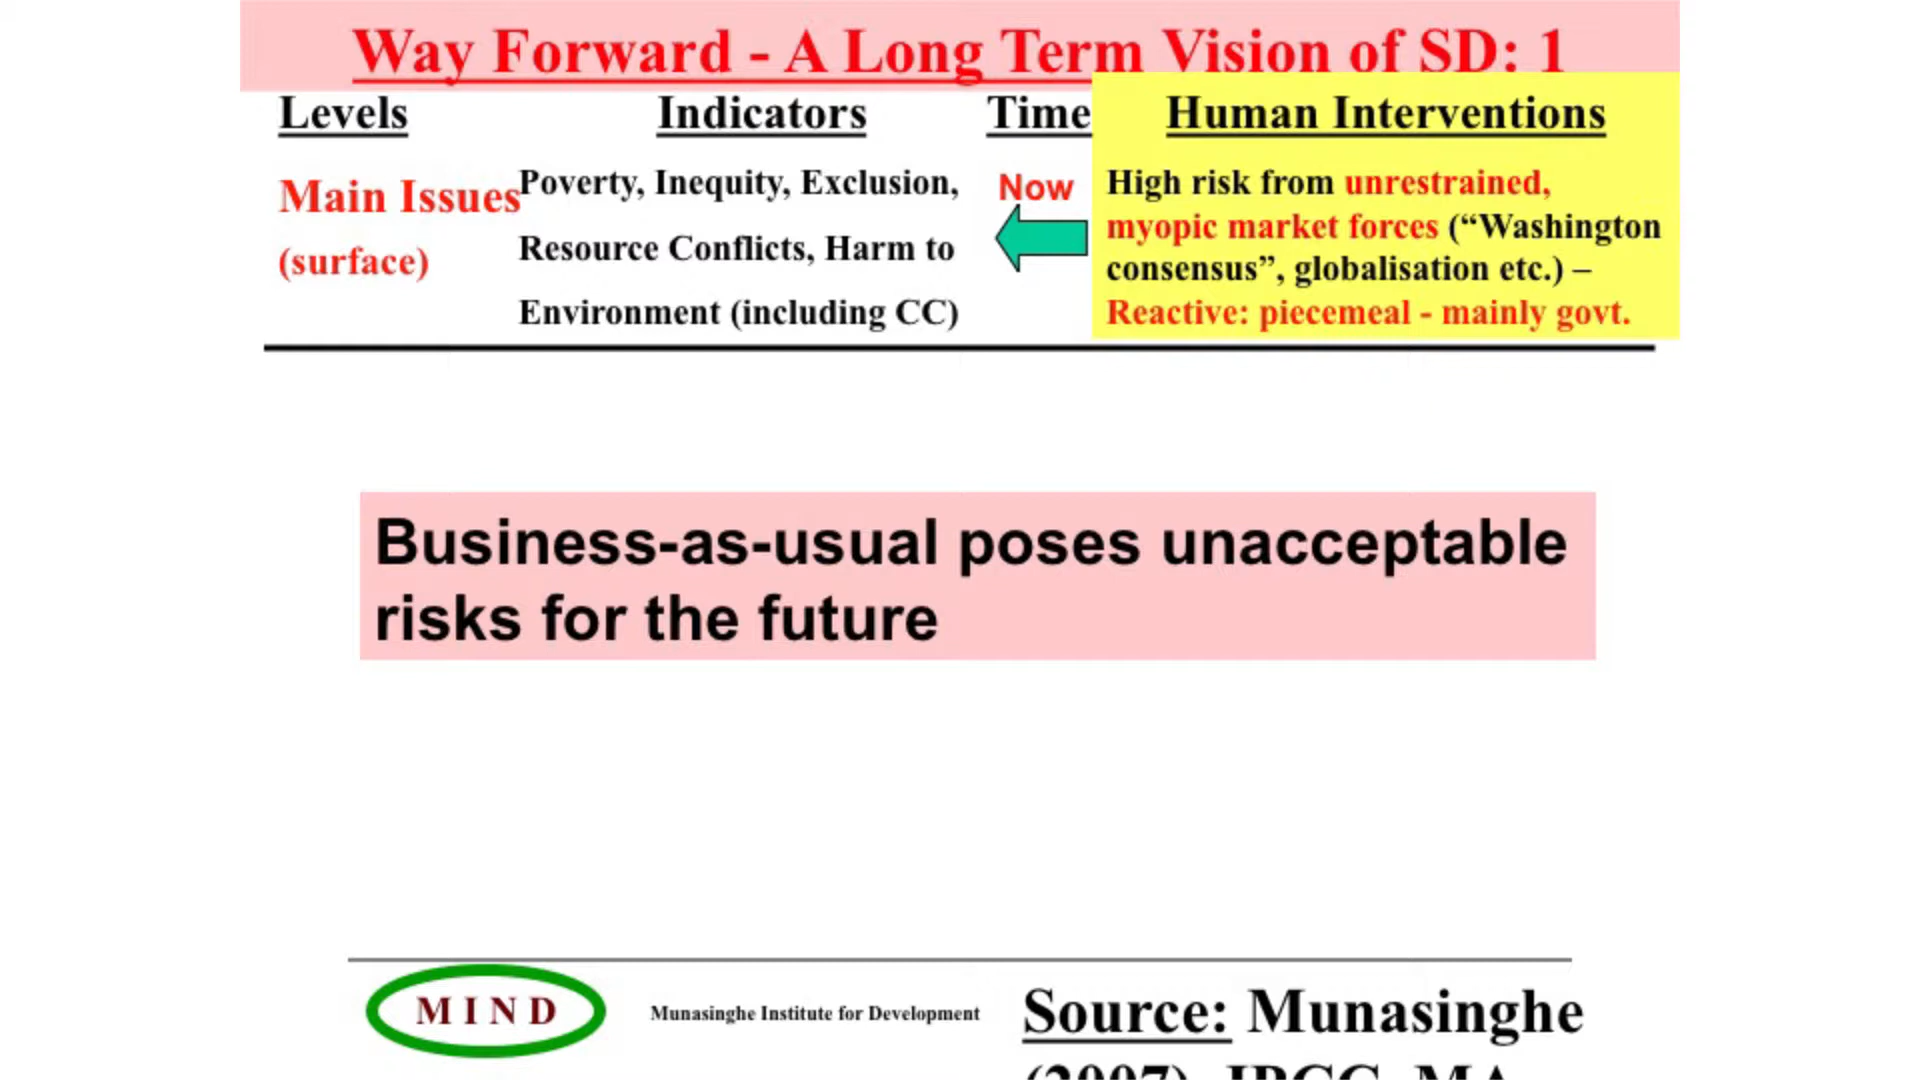 Way Forward - A Long Term Vision of SD: 1
Levels
Indicators
Time
Human Interventions
Main Issues
(surface)
Poverty, Inequity, Exclusion,
Resource Conflicts, Harm to
Environment (including CC)
Now
High risk from unrestrained,
myopic market forces (“Washington
consensus”, globalisation etc.) –
Reactive: piecemeal - mainly govt.
Business-as-usual poses unacceptable
risks for the future
MIND
Munasinghe Institute for Development
Source: Munasinghe
(2007), IPCC, MA